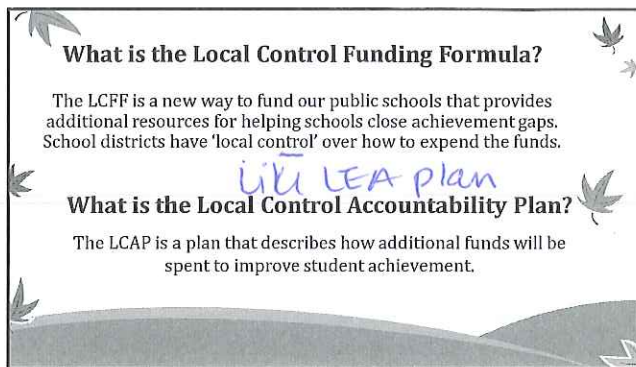 What is the Local Control Funding Formula?
The LCFF is a new way to fund our public schools that provides
additional resources for helping schools close achievement gaps.
School districts have 'local control' over how to expend the funds.
like LEA plan
What is the Local Control Accountability Plan?
The LCAP is a plan that describes how additional funds will be
spent to improve student achievement.